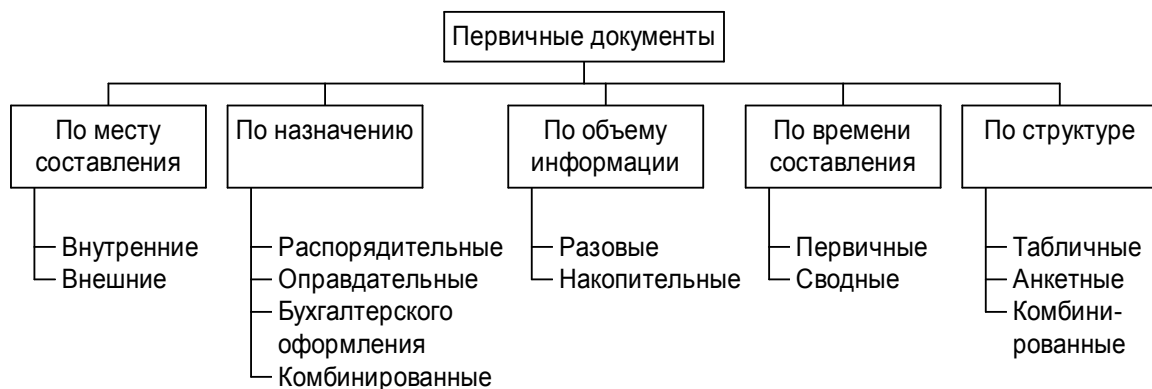 Первичные документы
По месту
составления
По назначению
По объему
информации
По времени
составления
По структуре
Внутренние
Внешние
Распорядительные
Оправдательные
Бухгалтерского
оформления
Комбинированные
Разовые
Накопительные
Первичные
Сводные
Табличные
Анкетные
Комбини-
рованные